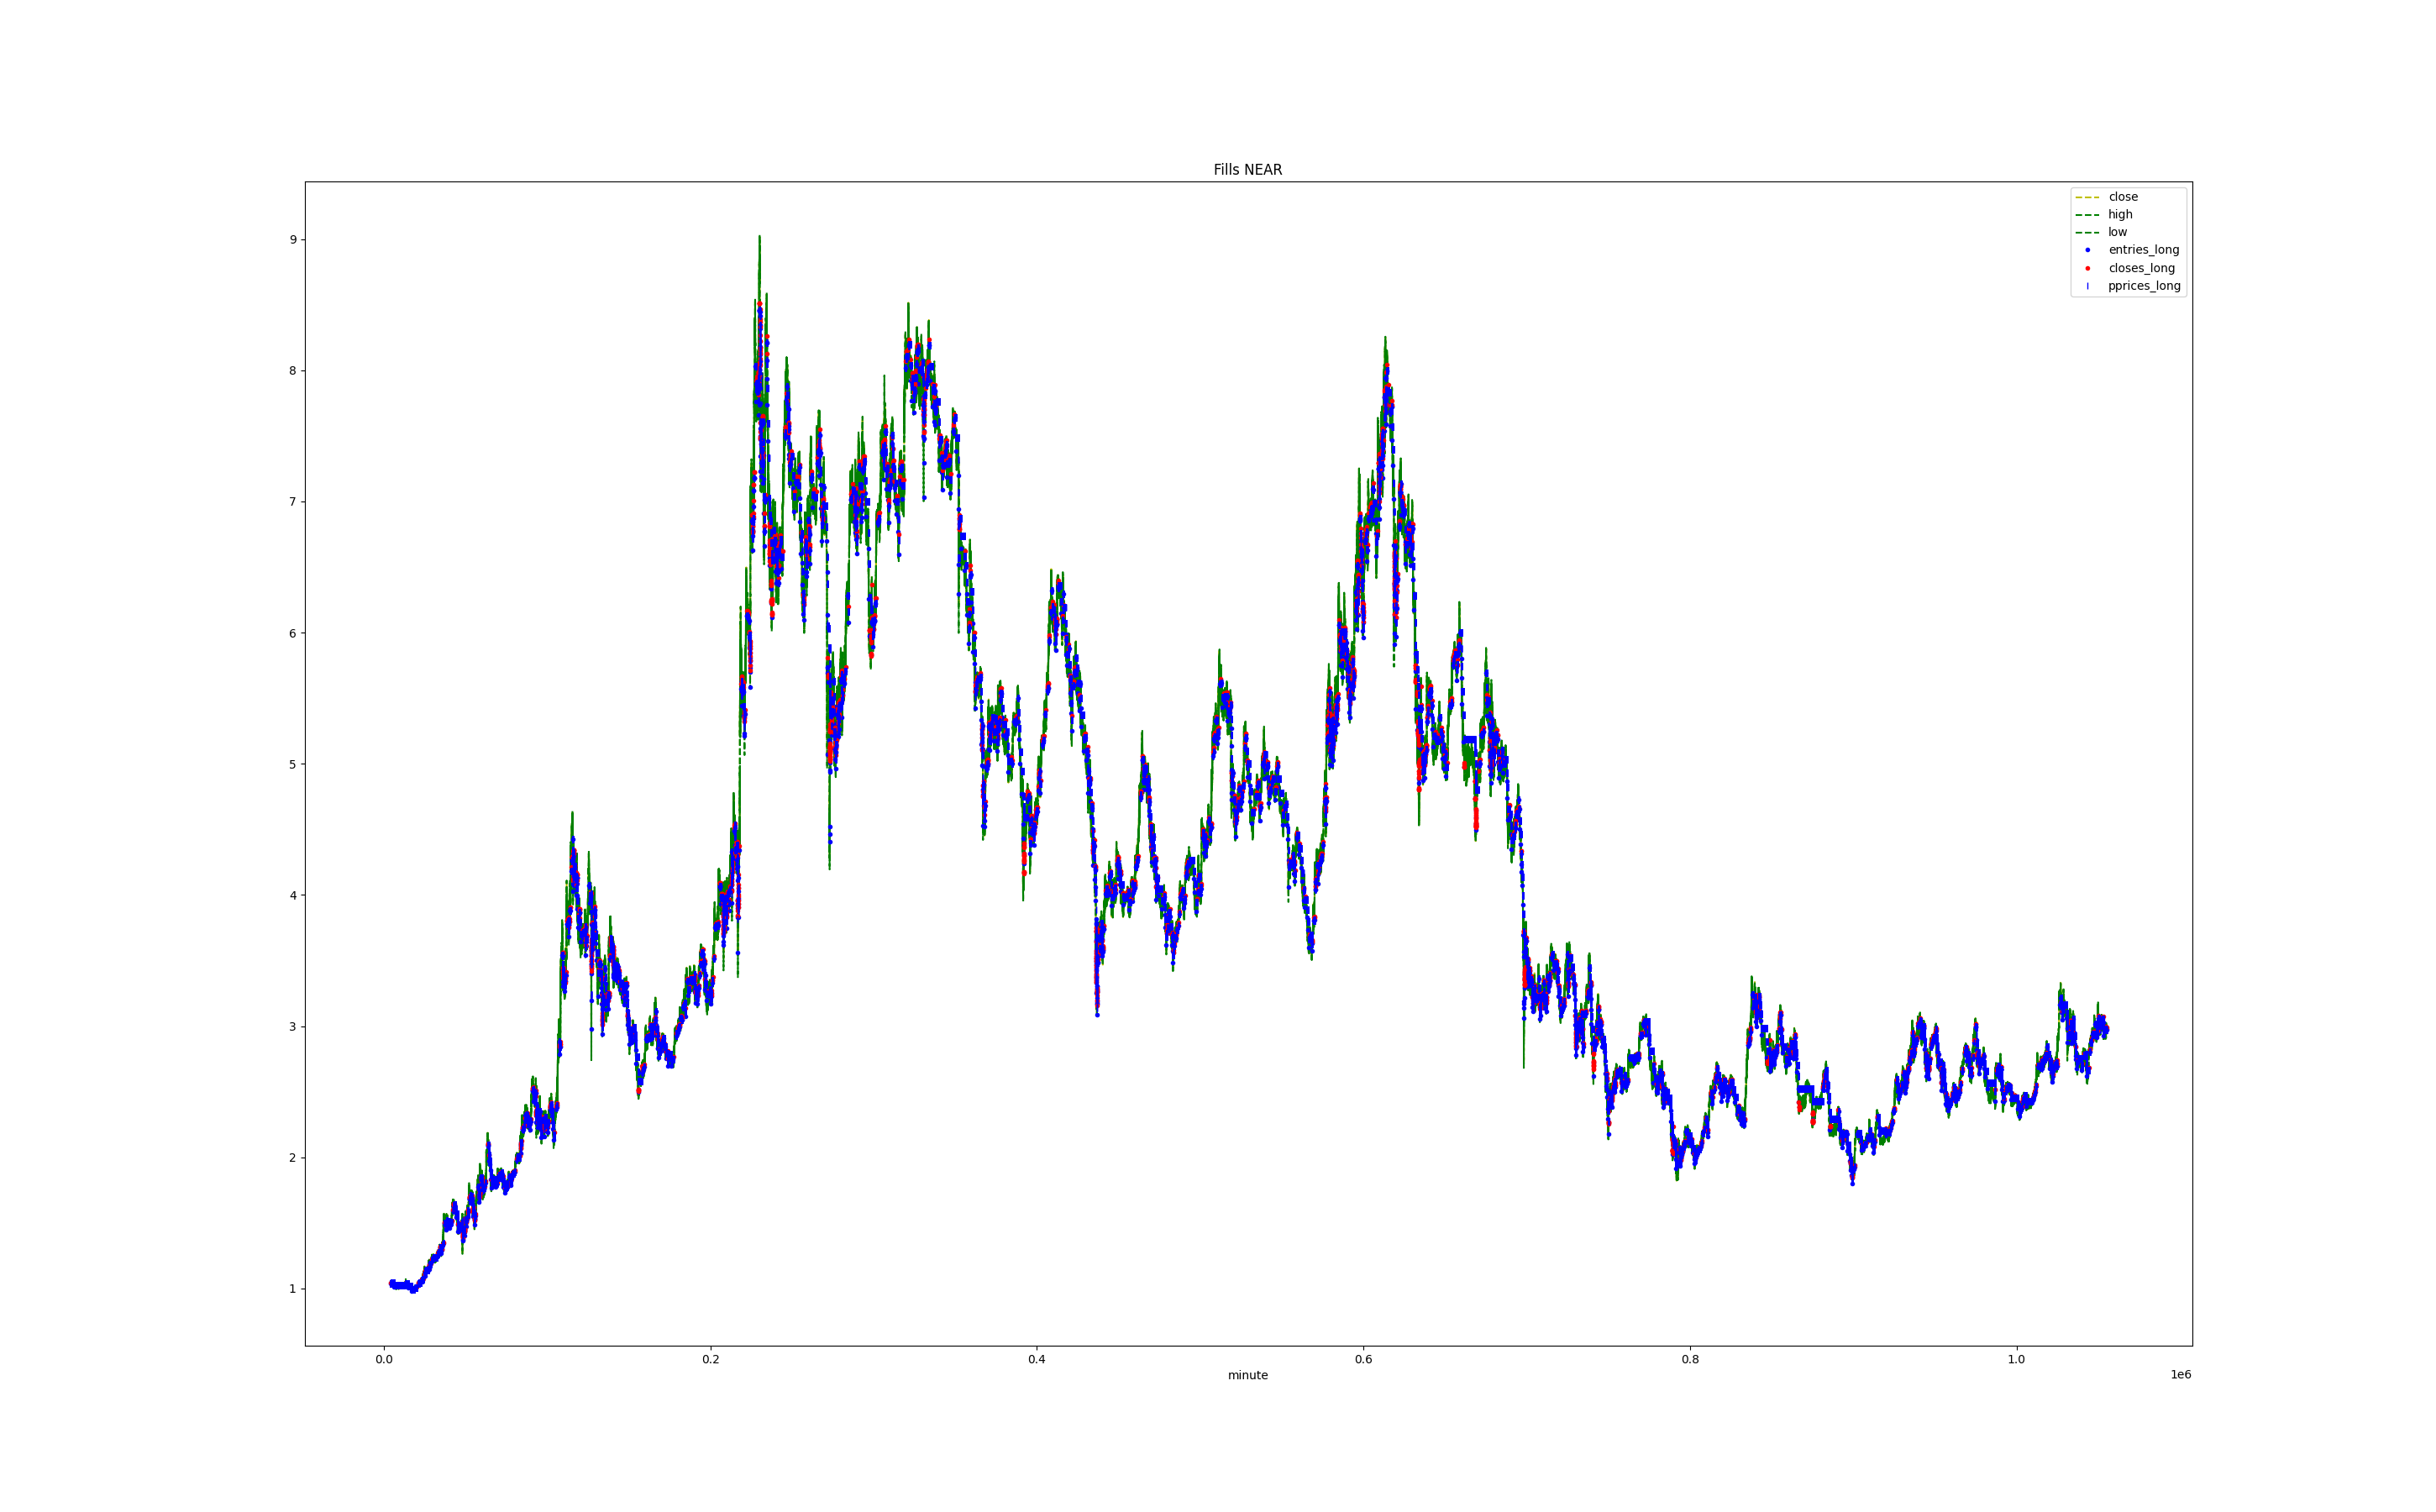 Fills NEAR
close
high
low
entries_long
closes_long
pprices_long
9
8
7
6
5
4
3
2
1
0.0 0.2 0.4 0.6 0.8 1.0
minute
1e6